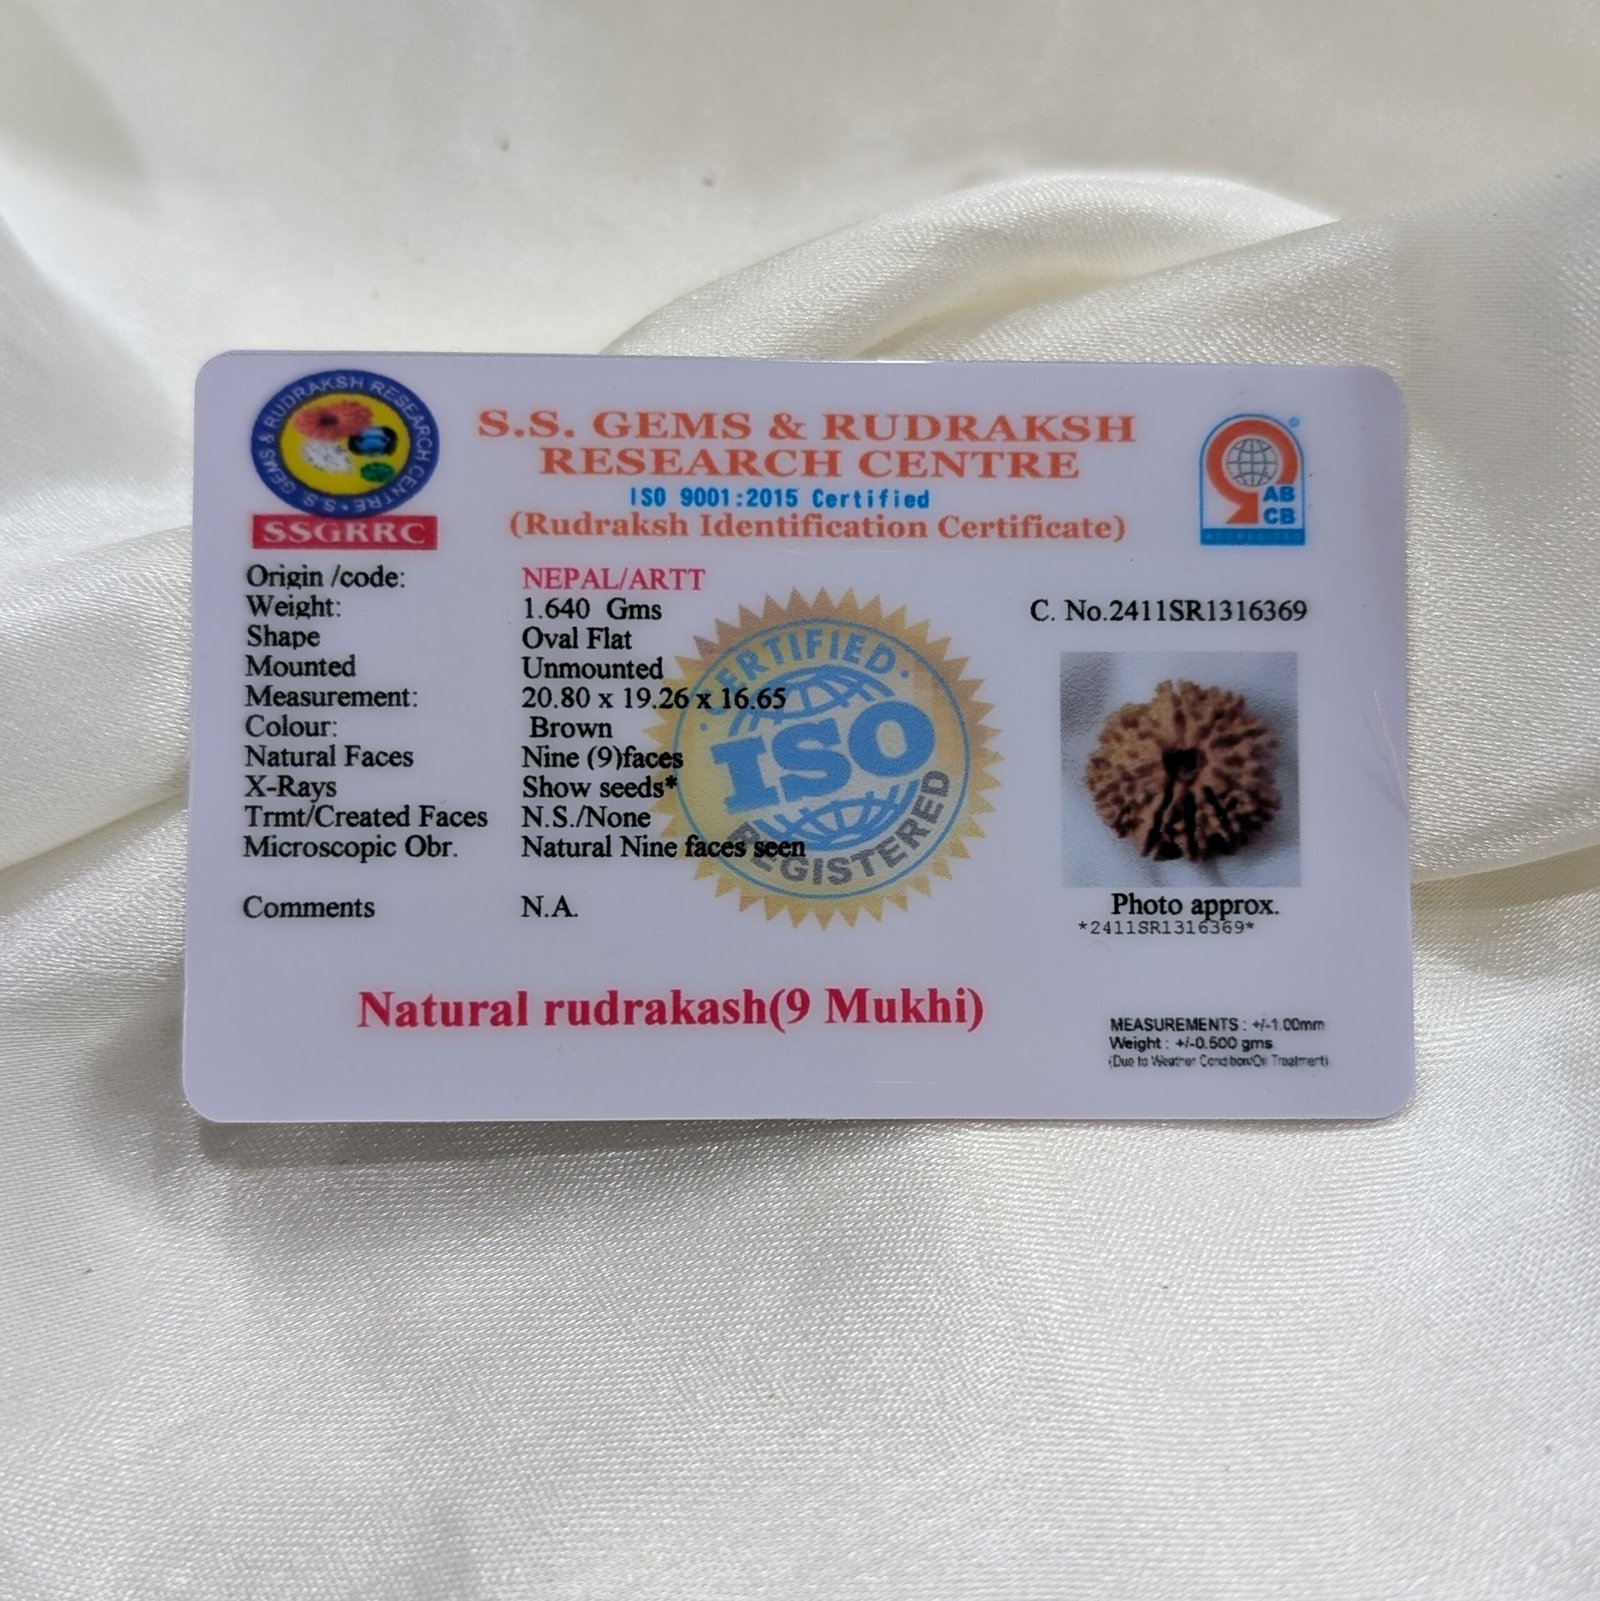 S.S. GEMS & RUDRAKSH RESEARCH CENTRE
SSGRRC
S.S. GEMS & RUDRAKSH
RESEARCH CENTRE
ISO 9001:2015 Certified
(Rudraksh Identification Certificate)
AB
CB
ACCREDITED
Origin /code: NEPAL/ARTT
Weight: 1.640 Gms
Shape Oval Flat
Mounted Unmounted
Measurement: 20.80 x 19.26 x 16.65
Colour: Brown
Natural Faces Nine (9)faces
X-Rays Show seeds*
Trmt/Created Faces N.S./None
Microscopic Obr. Natural Nine faces seen
Comments N.A.
CERTIFIED
ISO
REGISTERED
C. No.2411SR1316369
Photo approx.
*2411SR1316369*
Natural rudrakash(9 Mukhi)
MEASUREMENTS : +/-1.00mm
Weight : +/-0.500 gms
(Due to Weather Condition/Oil Treatment)